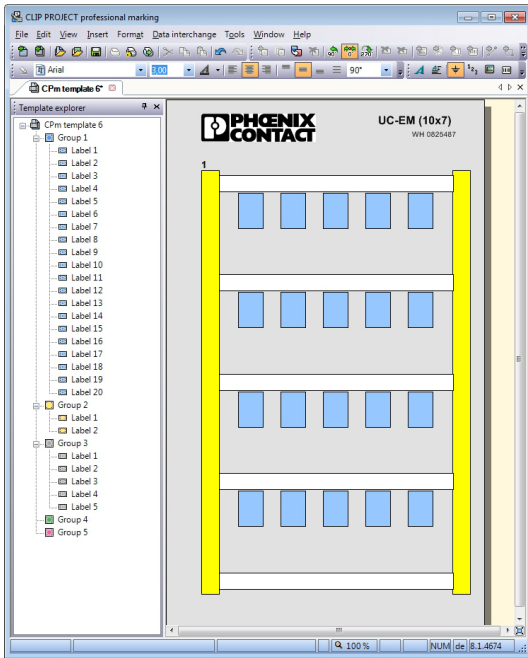 CLIP PROJECT professional marking
File Edit View Insert Format Data interchange Tools Window Help
Arial 3,00 90°
CPm template 6*
Template explorer
CPm template 6
Group 1
Label 1
Label 2
Label 3
Label 4
Label 5
Label 6
Label 7
Label 8
Label 9
Label 10
Label 11
Label 12
Label 13
Label 14
Label 15
Label 16
Label 17
Label 18
Label 19
Label 20
Group 2
Label 1
Label 2
Group 3
Label 1
Label 2
Label 3
Label 4
Label 5
Group 4
Group 5
PHŒNIX
CONTACT
UC-EM (10x7)
WH 0825487
1
100 % NUM de 8.1.4674